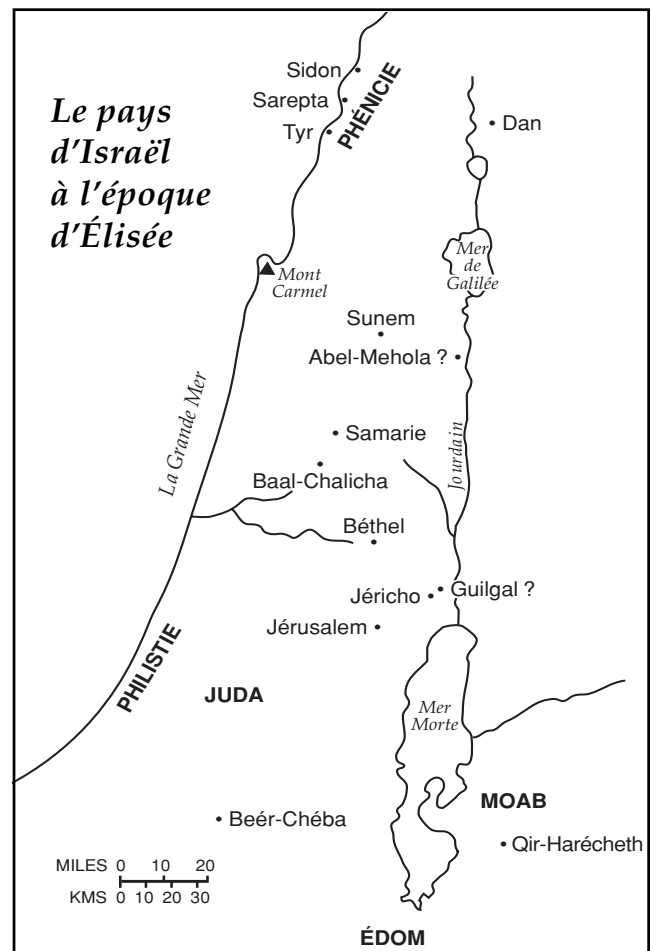 Le pays
d'Israël
à l'époque
d'Élisée
Sidon
Sarepta
Tyr
PHÉNICIE
Dan
Mont
Carmel
Mer
de
Galilée
Sunem
Abel-Mehola ?
La Grande Mer
Samarie
Jourdain
Baal-Chalicha
Béthel
Guilgal ?
Jéricho
Jérusalem
PHILISTIE
JUDA
Mer
Morte
MOAB
Beér-Chéba
Qir-Harécheth
MILES 0 10 20
KMS 0 10 20 30
ÉDOM